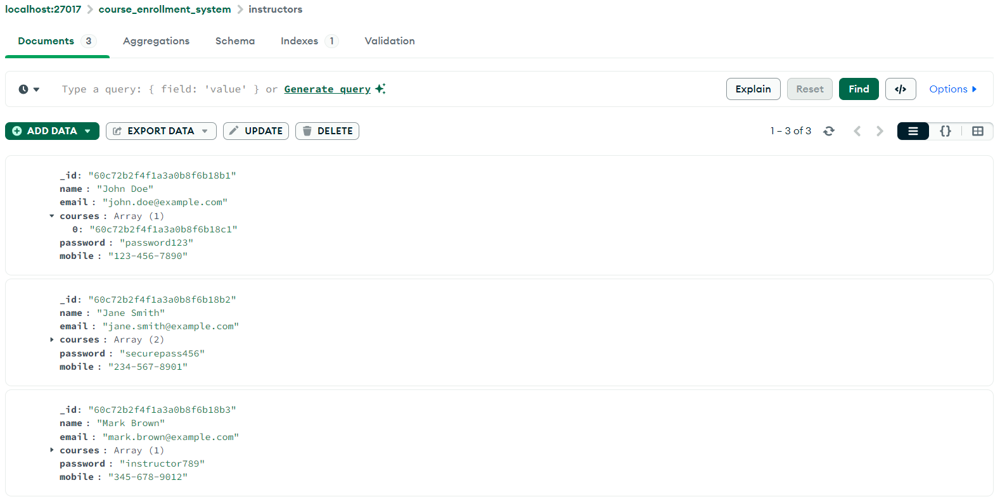 localhost:27017 > course_enrollment_system > instructors
Documents 3 Aggregations Schema Indexes 1 Validation
Type a query: { field: 'value' } or Generate query Explain Reset Find </> Options
ADD DATA EXPORT DATA UPDATE DELETE 1 – 3 of 3 {}
_id: "60c72b2f4f1a3a0b8f6b18b1"
name : "John Doe"
email : "john.doe@example.com"
courses : Array (1)
0: "60c72b2f4f1a3a0b8f6b18c1"
password : "password123"
mobile : "123-456-7890"
_id: "60c72b2f4f1a3a0b8f6b18b2"
name : "Jane Smith"
email : "jane.smith@example.com"
courses : Array (2)
password : "securepass456"
mobile : "234-567-8901"
_id: "60c72b2f4f1a3a0b8f6b18b3"
name : "Mark Brown"
email : "mark.brown@example.com"
courses : Array (1)
password : "instructor789"
mobile : "345-678-9012"